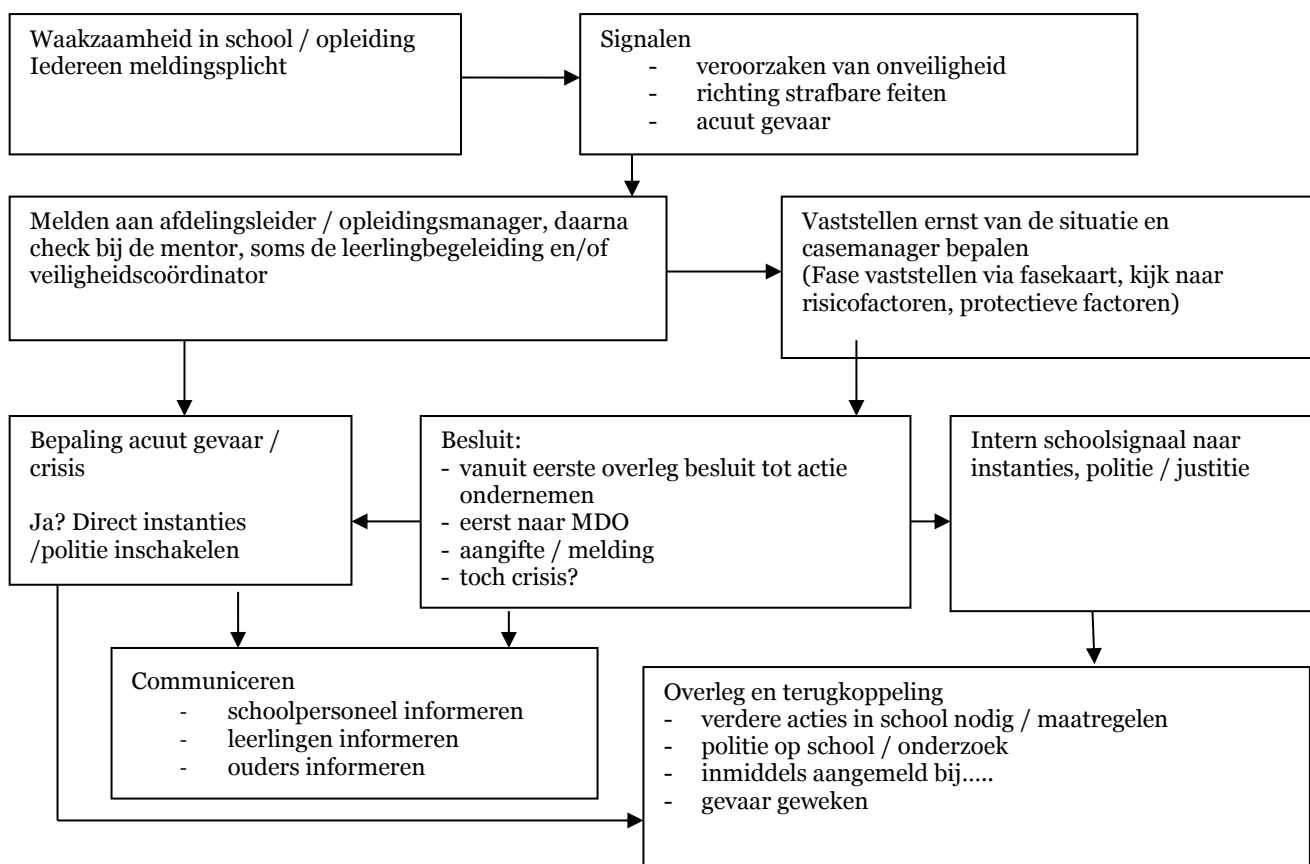 Waakzaamheid in school / opleiding
Iedereen meldingsplicht
Signalen
- veroorzaken van onveiligheid
- richting strafbare feiten
- acuut gevaar
Melden aan afdelingsleider / opleidingsmanager, daarna
check bij de mentor, soms de leerlingbegeleiding en/of
veiligheidscoördinator
Vaststellen ernst van de situatie en
casemanager bepalen
(Fase vaststellen via fasekaart, kijk naar
risicofactoren, protectieve factoren)
Bepaling acuut gevaar /
crisis
Ja? Direct instanties
/politie inschakelen
Besluit:
- vanuit eerste overleg besluit tot actie
ondernemen
- eerst naar MDO
- aangifte / melding
- toch crisis?
Intern schoolsignaal naar
instanties, politie / justitie
Communiceren
- schoolpersoneel informeren
- leerlingen informeren
- ouders informeren
Overleg en terugkoppeling
- verdere acties in school nodig / maatregelen
- politie op school / onderzoek
- inmiddels aangemeld bij…..
- gevaar geweken